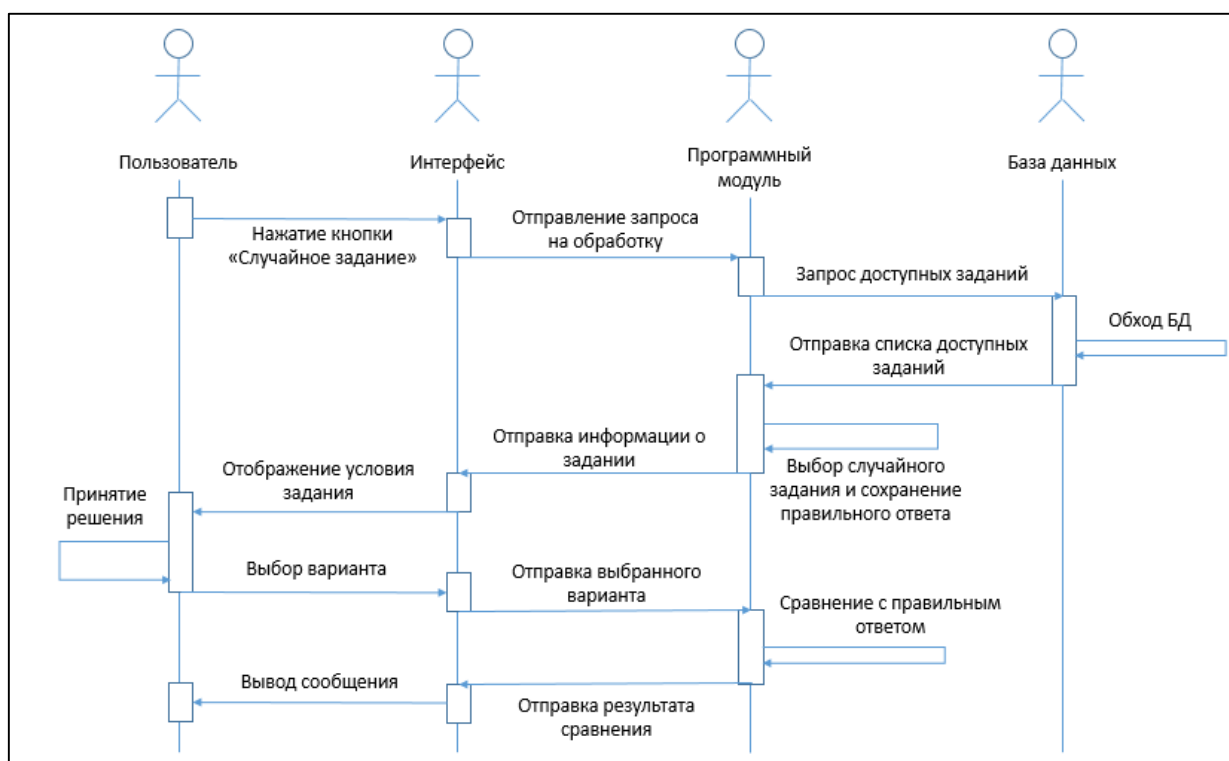 Пользователь
Интерфейс
Программный
модуль
База данных
Нажатие кнопки
«Случайное задание»
Отправление запроса
на обработку
Запрос доступных заданий
Обход БД
Отправка списка доступных
заданий
Выбор случайного
задания и сохранение
правильного ответа
Отправка информации о
задании
Отображение условия
задания
Принятие
решения
Выбор варианта
Отправка выбранного
варианта
Сравнение с правильным
ответом
Отправка результата
сравнения
Вывод сообщения